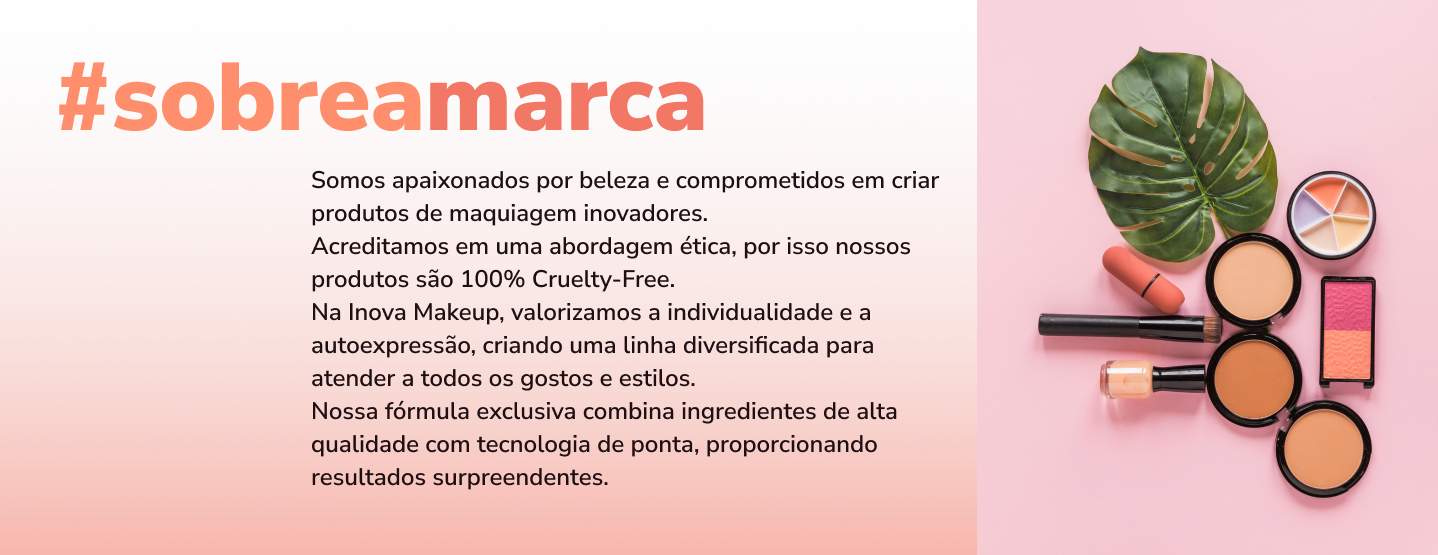 #sobreamarca
Somos apaixonados por beleza e comprometidos em criar
produtos de maquiagem inovadores.
Acreditamos em uma abordagem ética, por isso nossos
produtos são 100% Cruelty-Free.
Na Inova Makeup, valorizamos a individualidade e a
autoexpressão, criando uma linha diversificada para
atender a todos os gostos e estilos.
Nossa fórmula exclusiva combina ingredientes de alta
qualidade com tecnologia de ponta, proporcionando
resultados surpreendentes.